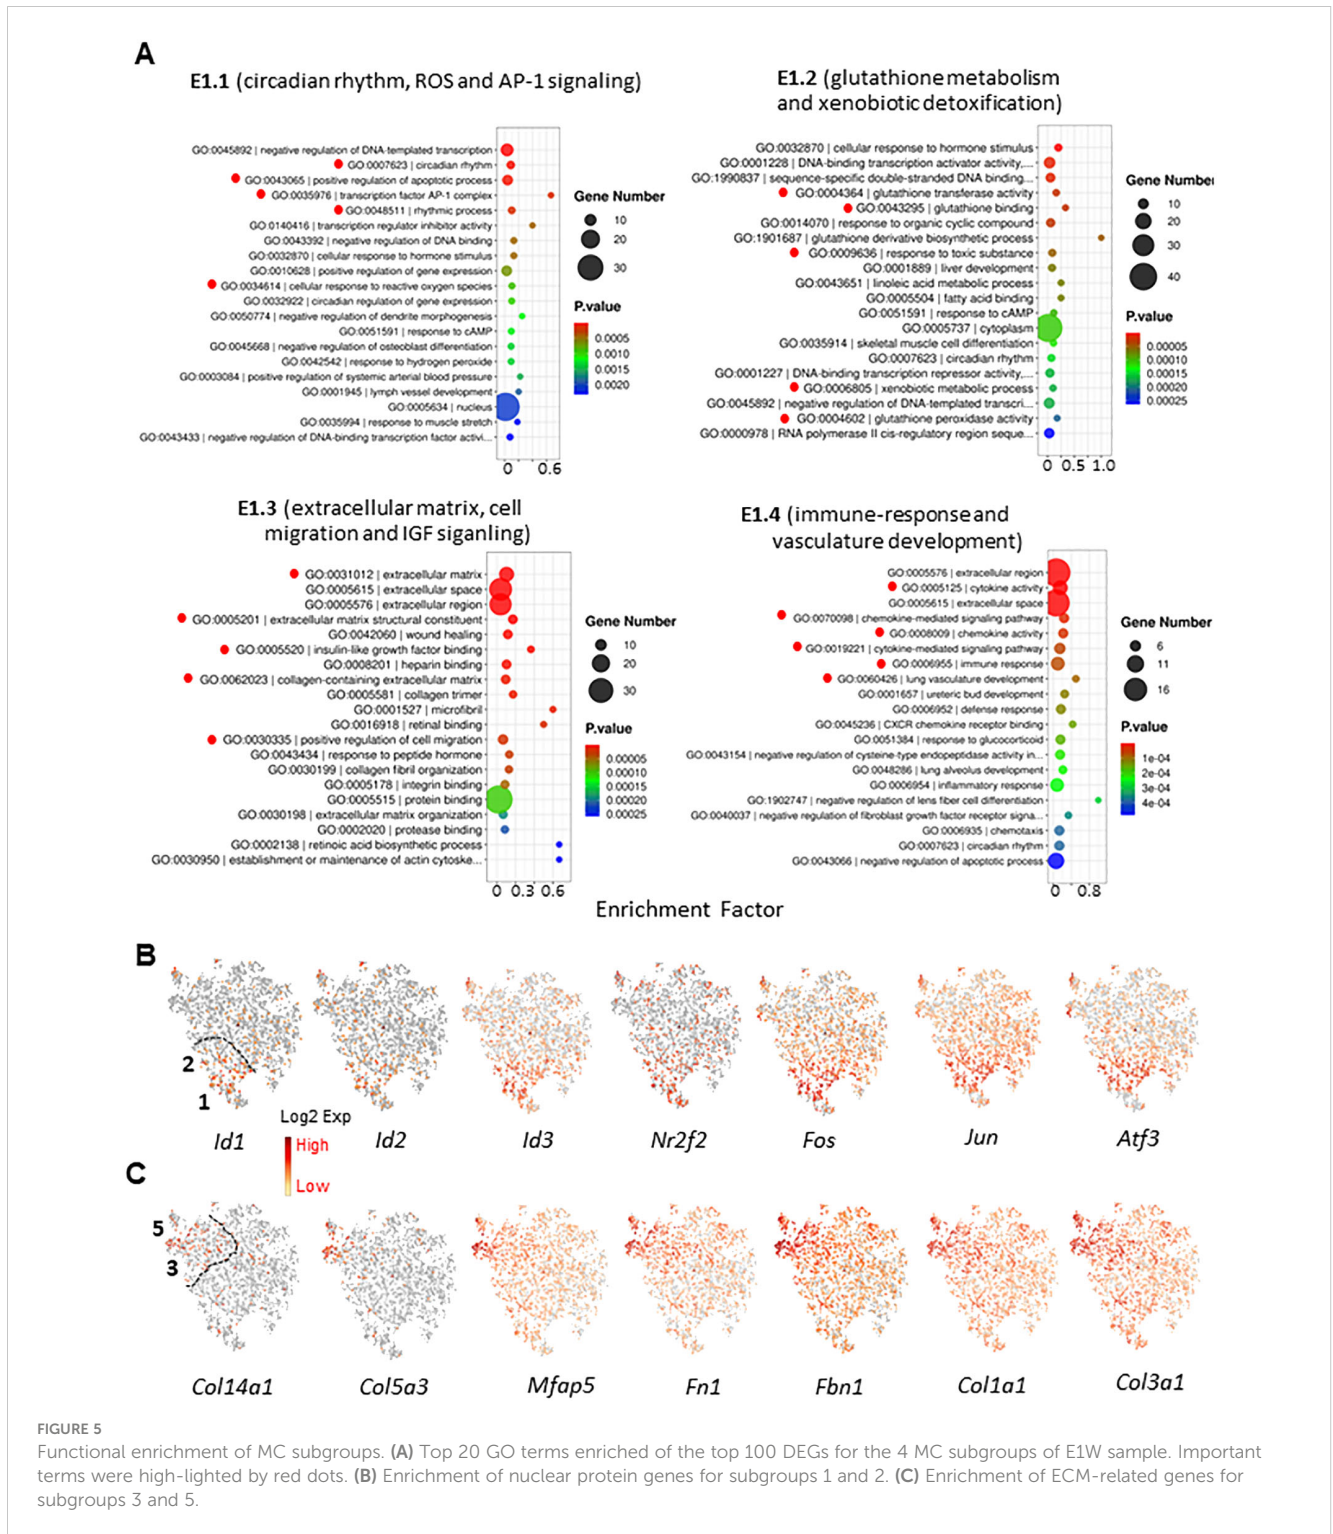 A
E1.1 (circadian rhythm, ROS and AP-1 signaling)
GO:0045892 | negative regulation of DNA-templated transcription
GO:0007623 | circadian rhythm
GO:0043065 | positive regulation of apoptotic process
GO:0035976 | transcription factor AP-1 complex
GO:0048511 | rhythmic process
GO:0140416 | transcription regulator inhibitor activity
GO:0043392 | negative regulation of DNA binding
GO:0032870 | cellular response to hormone stimulus
GO:0010628 | positive regulation of gene expression
GO:0034614 | cellular response to reactive oxygen species
GO:0032922 | circadian regulation of gene expression
GO:0050774 | negative regulation of dendrite morphogenesis
GO:0051591 | response to cAMP
GO:0045668 | negative regulation of osteoblast differentiation
GO:0042542 | response to hydrogen peroxide
GO:0003084 | positive regulation of systemic arterial blood pressure
GO:0001945 | lymph vessel development
GO:0005634 | nucleus
GO:0035994 | response to muscle stretch
GO:0043433 | negative regulation of DNA-binding transcription factor activi...
0 0.6
Gene Number
10
20
30
P.value
0.0005
0.0010
0.0015
0.0020
E1.2 (glutathione metabolism
and xenobiotic detoxification)
GO:0032870 | cellular response to hormone stimulus
GO:0001228 | DNA-binding transcription activator activity,...
GO:1990837 | sequence-specific double-stranded DNA binding...
GO:0004364 | glutathione transferase activity
GO:0043295 | glutathione binding
GO:0014070 | response to organic cyclic compound
GO:1901687 | glutathione derivative biosynthetic process
GO:0009636 | response to toxic substance
GO:0001889 | liver development
GO:0043651 | linoleic acid metabolic process
GO:0005504 | fatty acid binding
GO:0051591 | response to cAMP
GO:0005737 | cytoplasm
GO:0035914 | skeletal muscle cell differentiation
GO:0007623 | circadian rhythm
GO:0001227 | DNA-binding transcription repressor activity,...
GO:0006805 | xenobiotic metabolic process
GO:0045892 | negative regulation of DNA-templated transcri...
GO:0004602 | glutathione peroxidase activity
GO:0000978 | RNA polymerase II cis-regulatory region seque...
0 0.5 1.0
Gene Number
10
20
30
40
P.value
0.00005
0.00010
0.00015
0.00020
0.00025
E1.3 (extracellular matrix, cell
migration and IGF siganling)
GO:0031012 | extracellular matrix
GO:0005615 | extracellular space
GO:0005576 | extracellular region
GO:0005201 | extracellular matrix structural constituent
GO:0042060 | wound healing
GO:0005520 | insulin-like growth factor binding
GO:0008201 | heparin binding
GO:0062023 | collagen-containing extracellular matrix
GO:0005581 | collagen trimer
GO:0001527 | microfibril
GO:0016918 | retinal binding
GO:0030335 | positive regulation of cell migration
GO:0043434 | response to peptide hormone
GO:0030199 | collagen fibril organization
GO:0005178 | integrin binding
GO:0005515 | protein binding
GO:0030198 | extracellular matrix organization
GO:0002020 | protease binding
GO:0002138 | retinoic acid biosynthetic process
GO:0030950 | establishment or maintenance of actin cytoske...
0 0.3 0.6
Gene Number
10
20
30
P.value
0.00005
0.00010
0.00015
0.00020
0.00025
E1.4 (immune-response and
vasculature development)
GO:0005576 | extracellular region
GO:0005125 | cytokine activity
GO:0005615 | extracellular space
GO:0070098 | chemokine-mediated signaling pathway
GO:0008009 | chemokine activity
GO:0019221 | cytokine-mediated signaling pathway
GO:0006955 | immune response
GO:0060426 | lung vasculature development
GO:0001657 | ureteric bud development
GO:0006952 | defense response
GO:0045236 | CXCR chemokine receptor binding
GO:0051384 | response to glucocorticoid
GO:0043154 | negative regulation of cysteine-type endopeptidase activity in...
GO:0048286 | lung alveolus development
GO:0006954 | inflammatory response
GO:1902747 | negative regulation of lens fiber cell differentiation
GO:0040037 | negative regulation of fibroblast growth factor receptor signa...
GO:0006935 | chemotaxis
GO:0007623 | circadian rhythm
GO:0043066 | negative regulation of apoptotic process
0 0.8
Gene Number
6
11
16
P.value
1e-04
2e-04
3e-04
4e-04
Enrichment Factor
B
2
1
Id1 Id2 Id3 Nr2f2 Fos Jun Atf3
Log2 Exp
High
Low
C
5
3
Col14a1 Col5a3 Mfap5 Fn1 Fbn1 Col1a1 Col3a1
FIGURE 5
Functional enrichment of MC subgroups. (A) Top 20 GO terms enriched of the top 100 DEGs for the 4 MC subgroups of E1W sample. Important
terms were high-lighted by red dots. (B) Enrichment of nuclear protein genes for subgroups 1 and 2. (C) Enrichment of ECM-related genes for
subgroups 3 and 5.